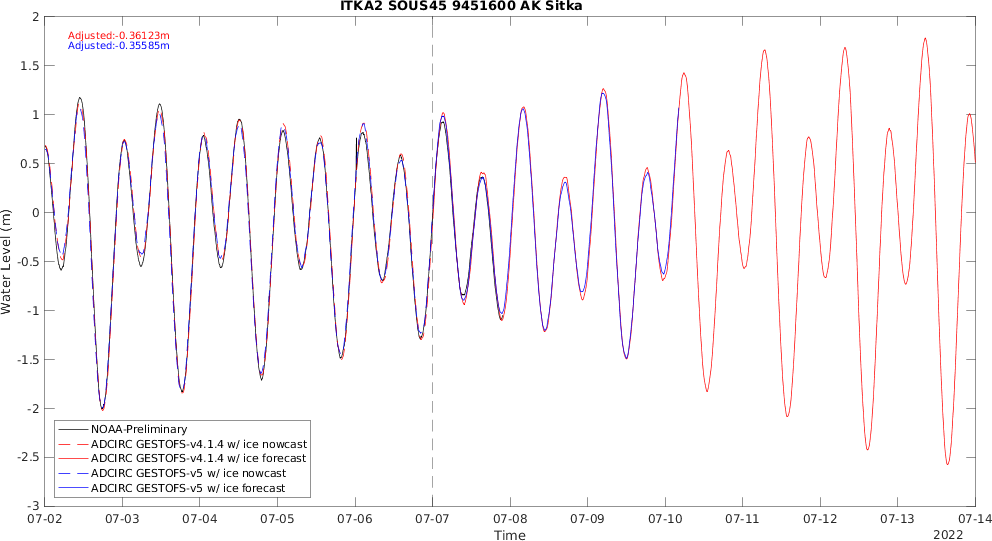 ITKA2 SOUS45 9451600 AK Sitka
Adjusted:-0.36123m
Adjusted:-0.35585m
2
1.5
1
0.5
0
-0.5
-1
-1.5
-2
-2.5
-3
Water Level (m)
NOAA-Preliminary
ADCIRC GESTOFS-v4.1.4 w/ ice nowcast
ADCIRC GESTOFS-v4.1.4 w/ ice forecast
ADCIRC GESTOFS-v5 w/ ice nowcast
ADCIRC GESTOFS-v5 w/ ice forecast
07-02 07-03 07-04 07-05 07-06 07-07 07-08 07-09 07-10 07-11 07-12 07-13 07-14
Time
2022